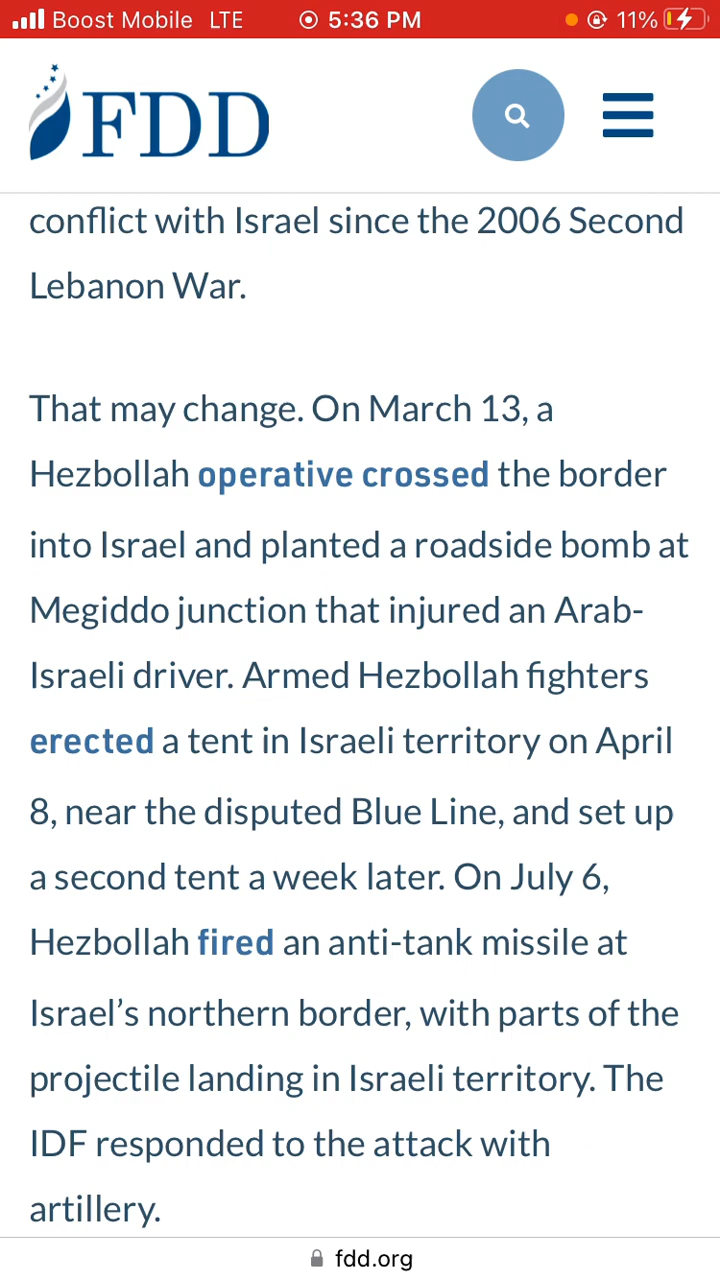 Boost Mobile LTE 5:36 PM 11%
FDD
conflict with Israel since the 2006 Second
Lebanon War.
That may change. On March 13, a
Hezbollah operative crossed the border
into Israel and planted a roadside bomb at
Megiddo junction that injured an Arab-
Israeli driver. Armed Hezbollah fighters
erected a tent in Israeli territory on April
8, near the disputed Blue Line, and set up
a second tent a week later. On July 6,
Hezbollah fired an anti-tank missile at
Israel’s northern border, with parts of the
projectile landing in Israeli territory. The
IDF responded to the attack with
artillery.
fdd.org